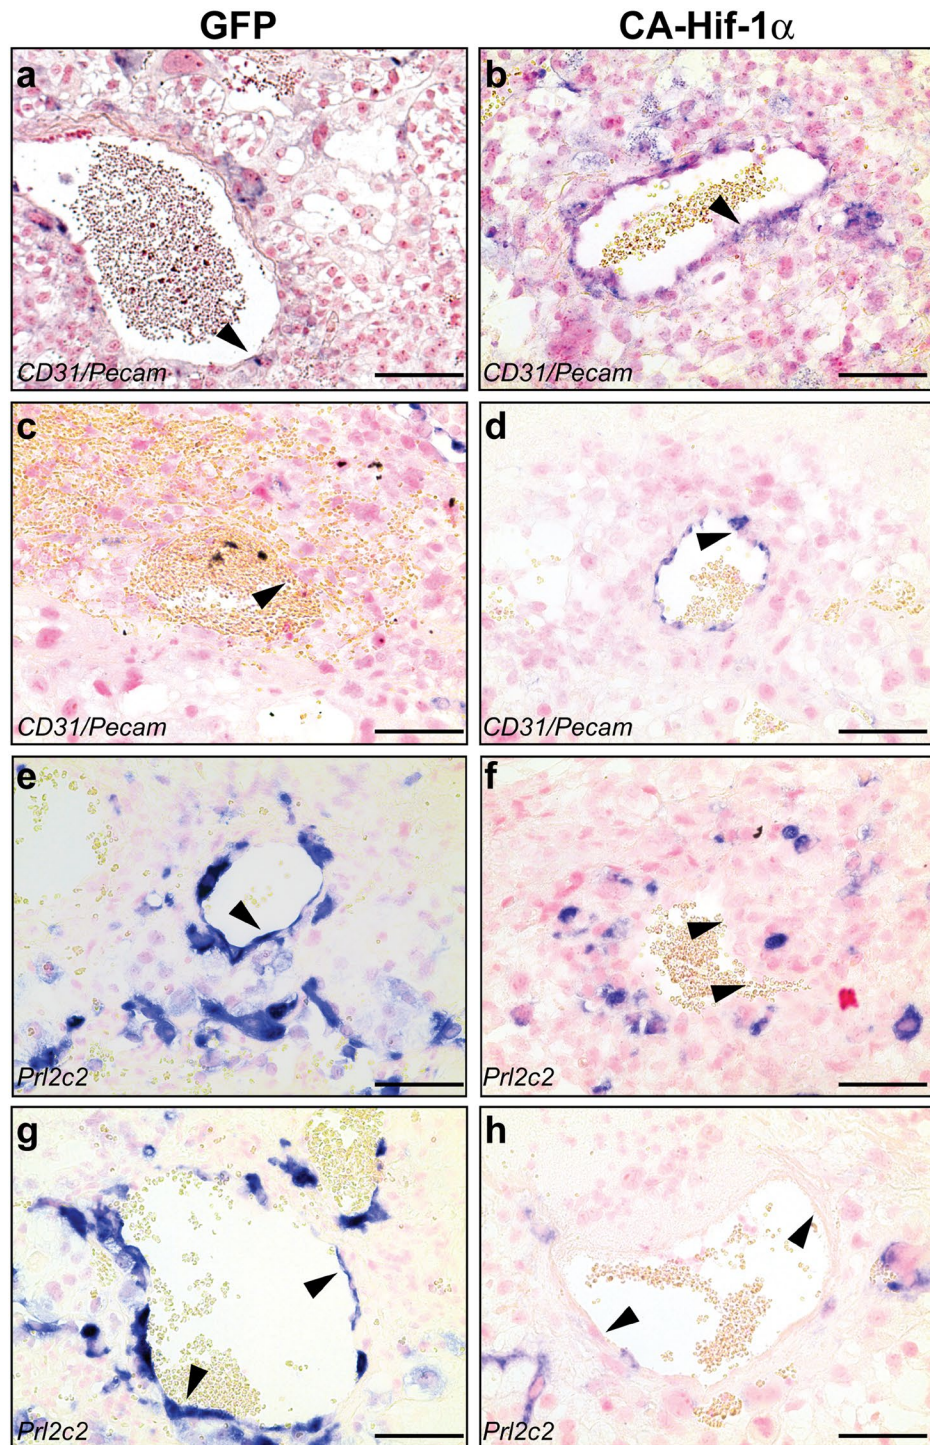 GFP CA-Hif-1α
a b
CD31/Pecam CD31/Pecam
c d
CD31/Pecam CD31/Pecam
e f
Prl2c2 Prl2c2
g h
Prl2c2 Prl2c2